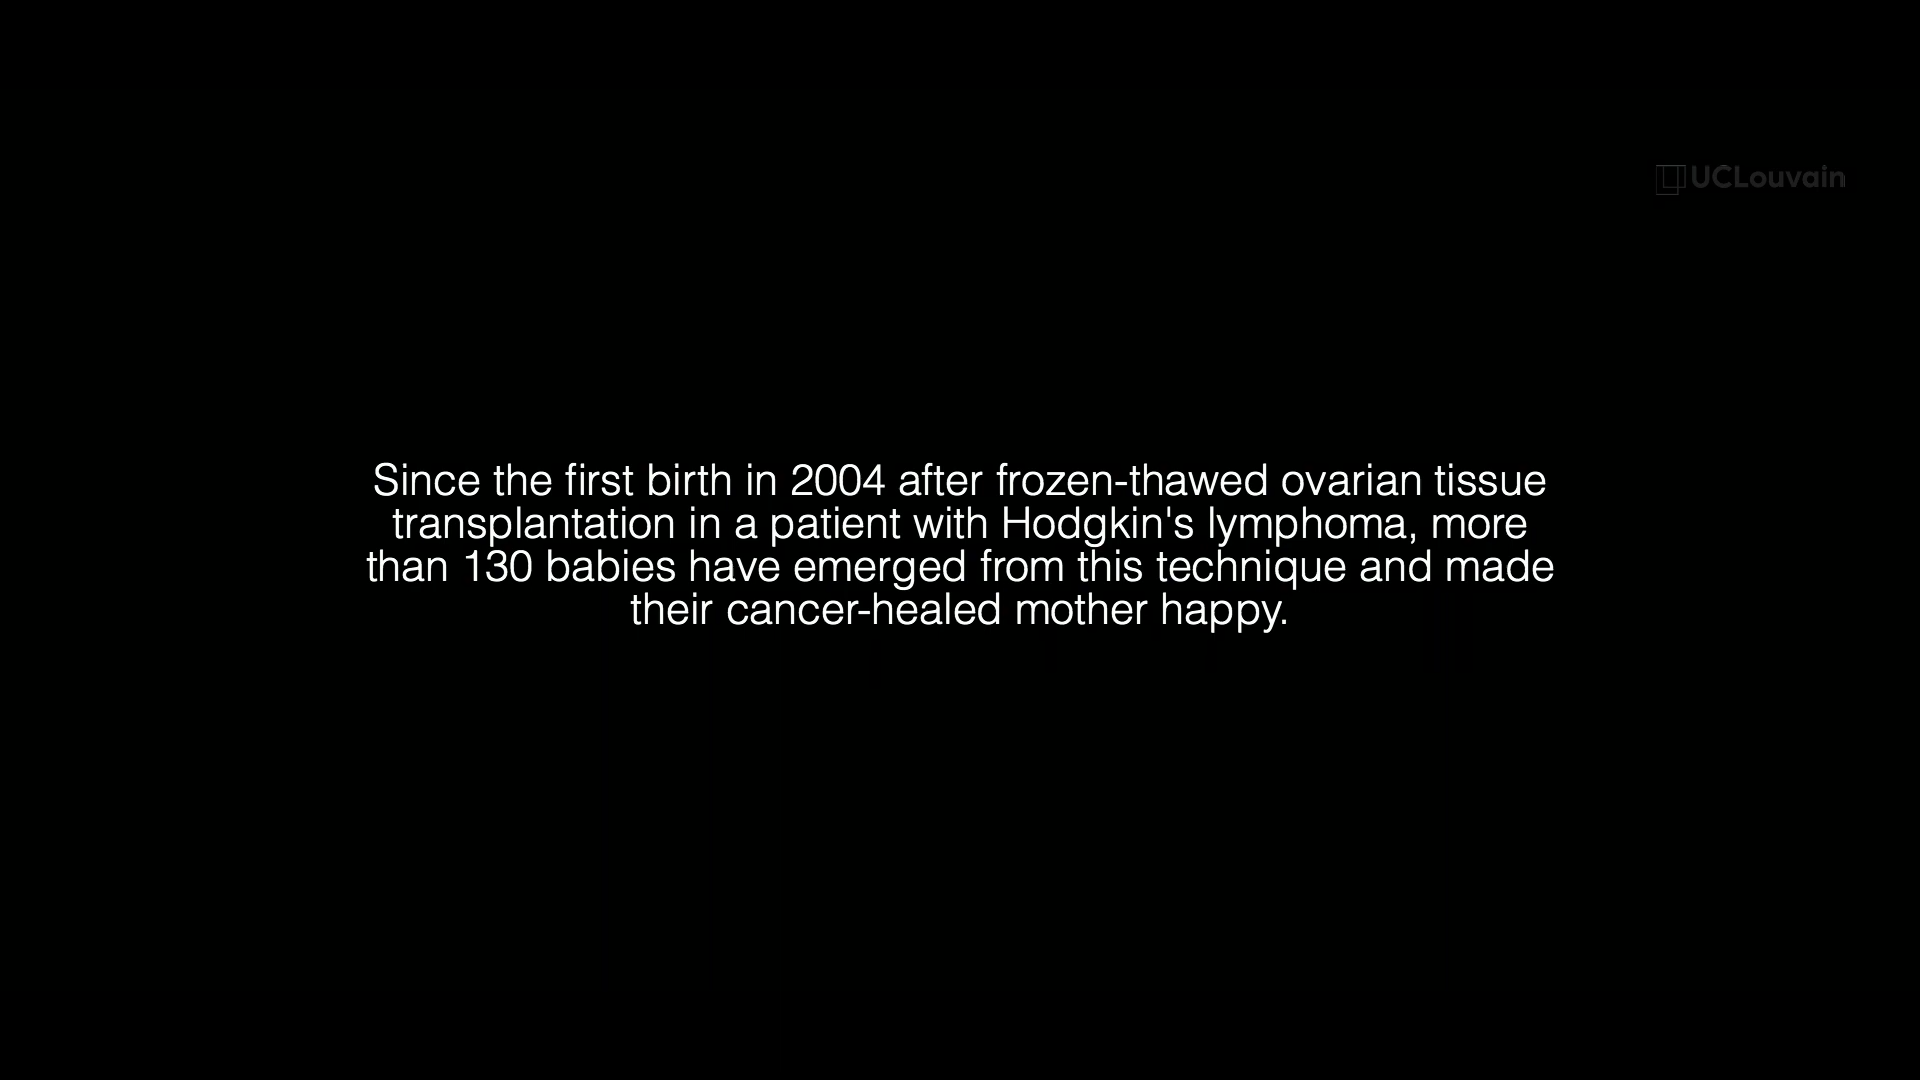 UCLouvain
Since the first birth in 2004 after frozen-thawed ovarian tissue
transplantation in a patient with Hodgkin's lymphoma, more
than 130 babies have emerged from this technique and made
their cancer-healed mother happy.